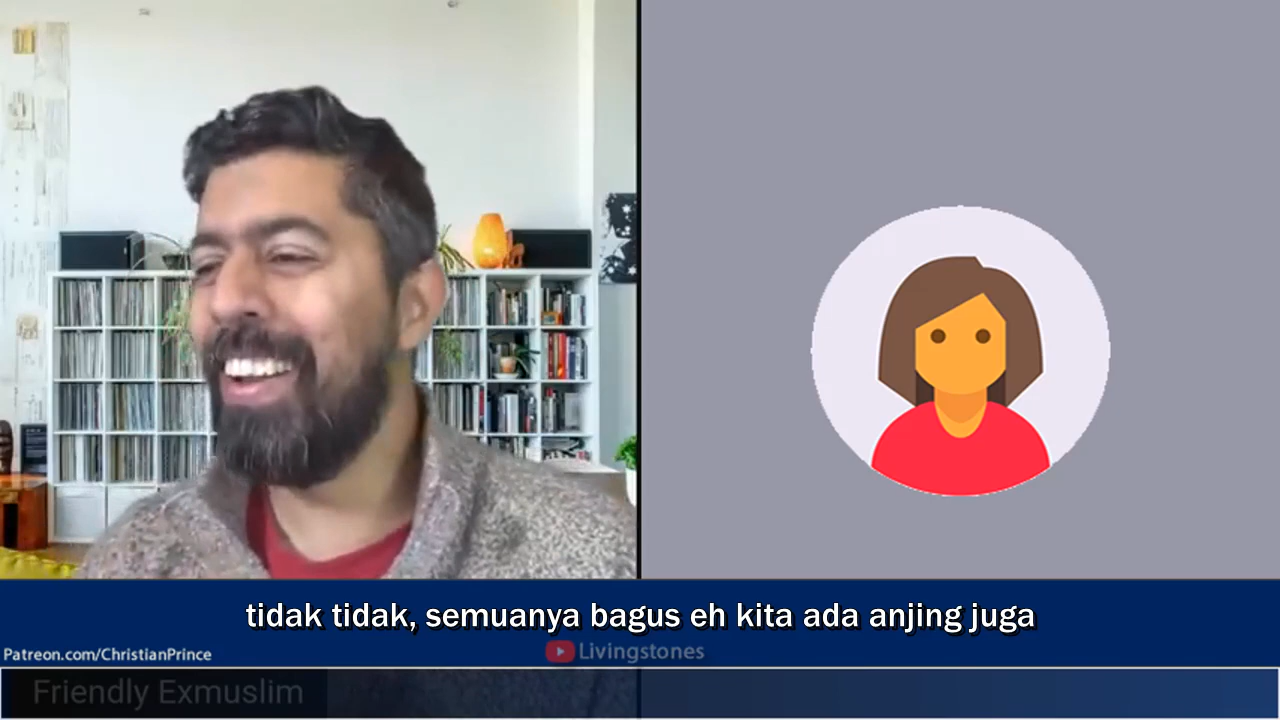 tidak tidak, semuanya bagus eh kita ada anjing juga
Livingstones
Patreon.com/ChristianPrince
Friendly Exmuslim